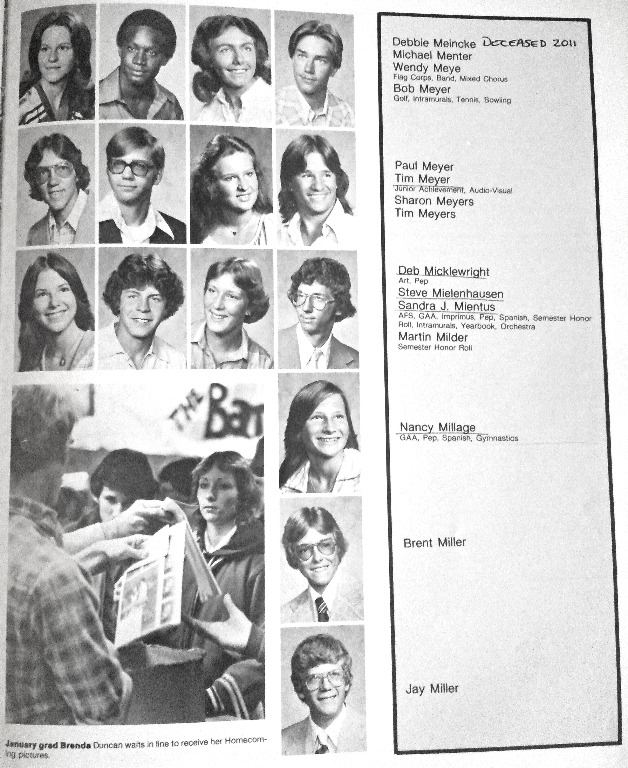 Debbie Meincke DECEASED 2011
Michael Menter
Wendy Meye
Flag Corps, Band, Mixed Chorus
Bob Meyer
Golf, Intramurals, Tennis, Bowling
Paul Meyer
Tim Meyer
Junior Achievement, Audio-Visual
Sharon Meyers
Tim Meyers
Deb Micklewright
Art, Pep
Steve Mielenhausen
Sandra J. Mientus
AFS, GAA, Imprimus, Pep, Spanish, Semester Honor
Roll, Intramurals, Yearbook, Orchestra
Martin Milder
Semester Honor Roll
THE
Bar
Nancy Millage
GAA, Pep, Spanish, Gymnastics
Brent Miller
Jay Miller
January grad Brenda Duncan waits in line to receive her Homecom-
ing pictures.